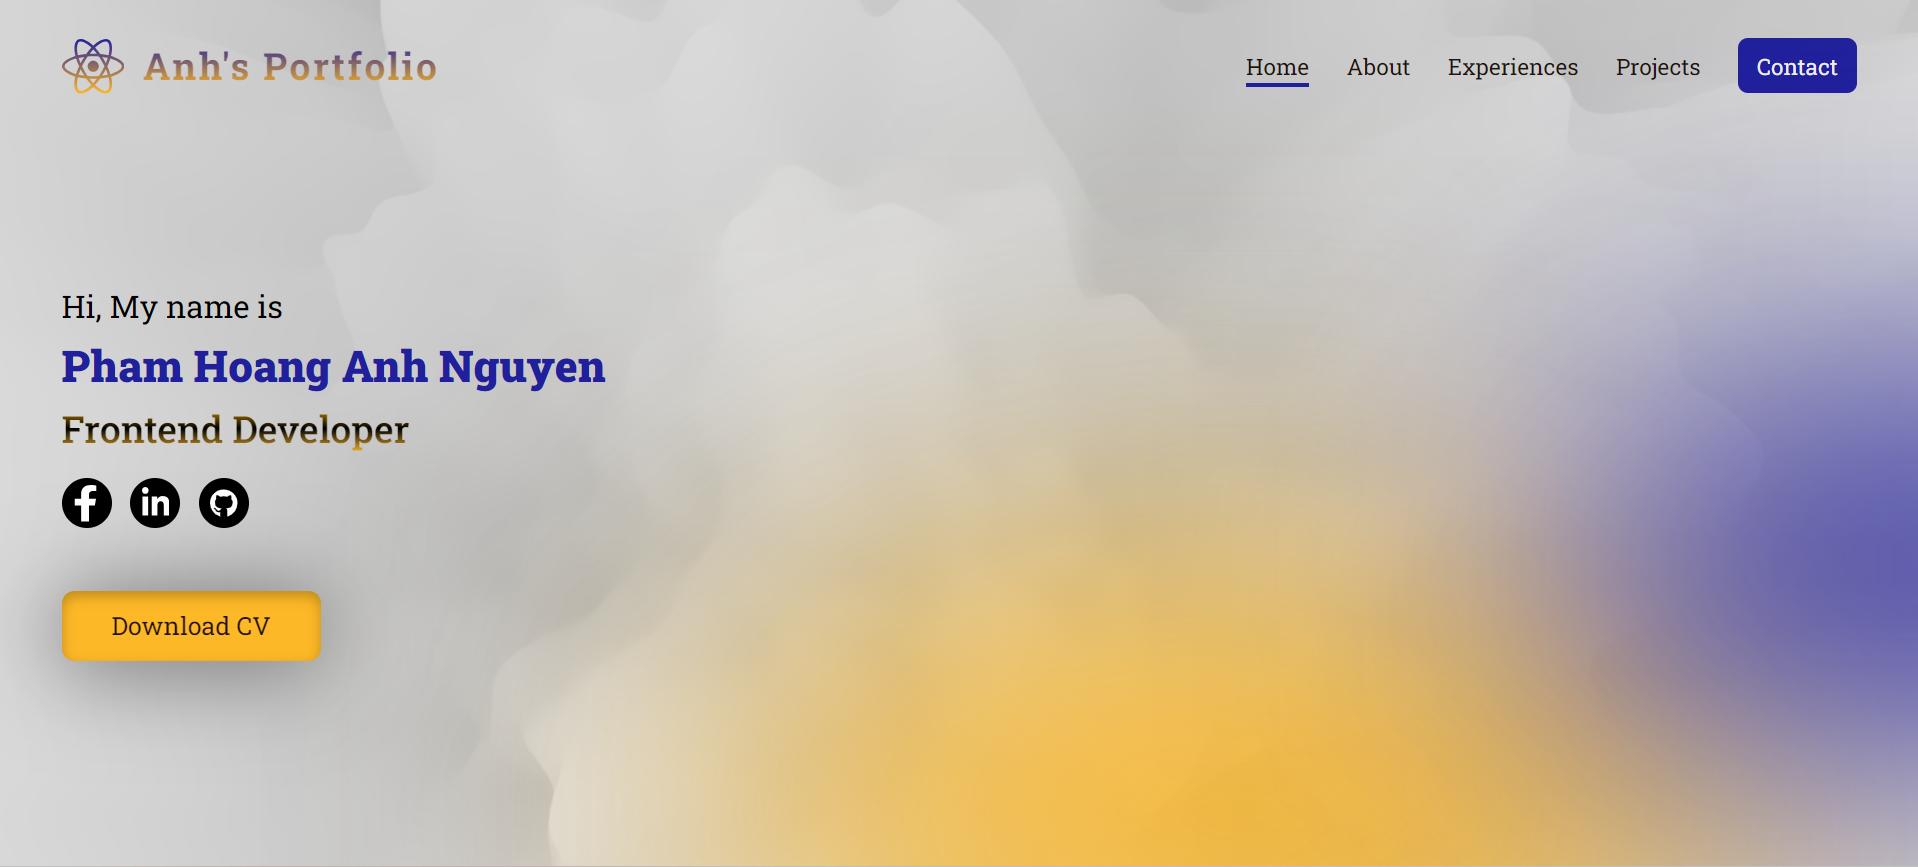 Anh's Portfolio
Home About Experiences Projects Contact
Hi, My name is
Pham Hoang Anh Nguyen
Frontend Developer
f in
Download CV